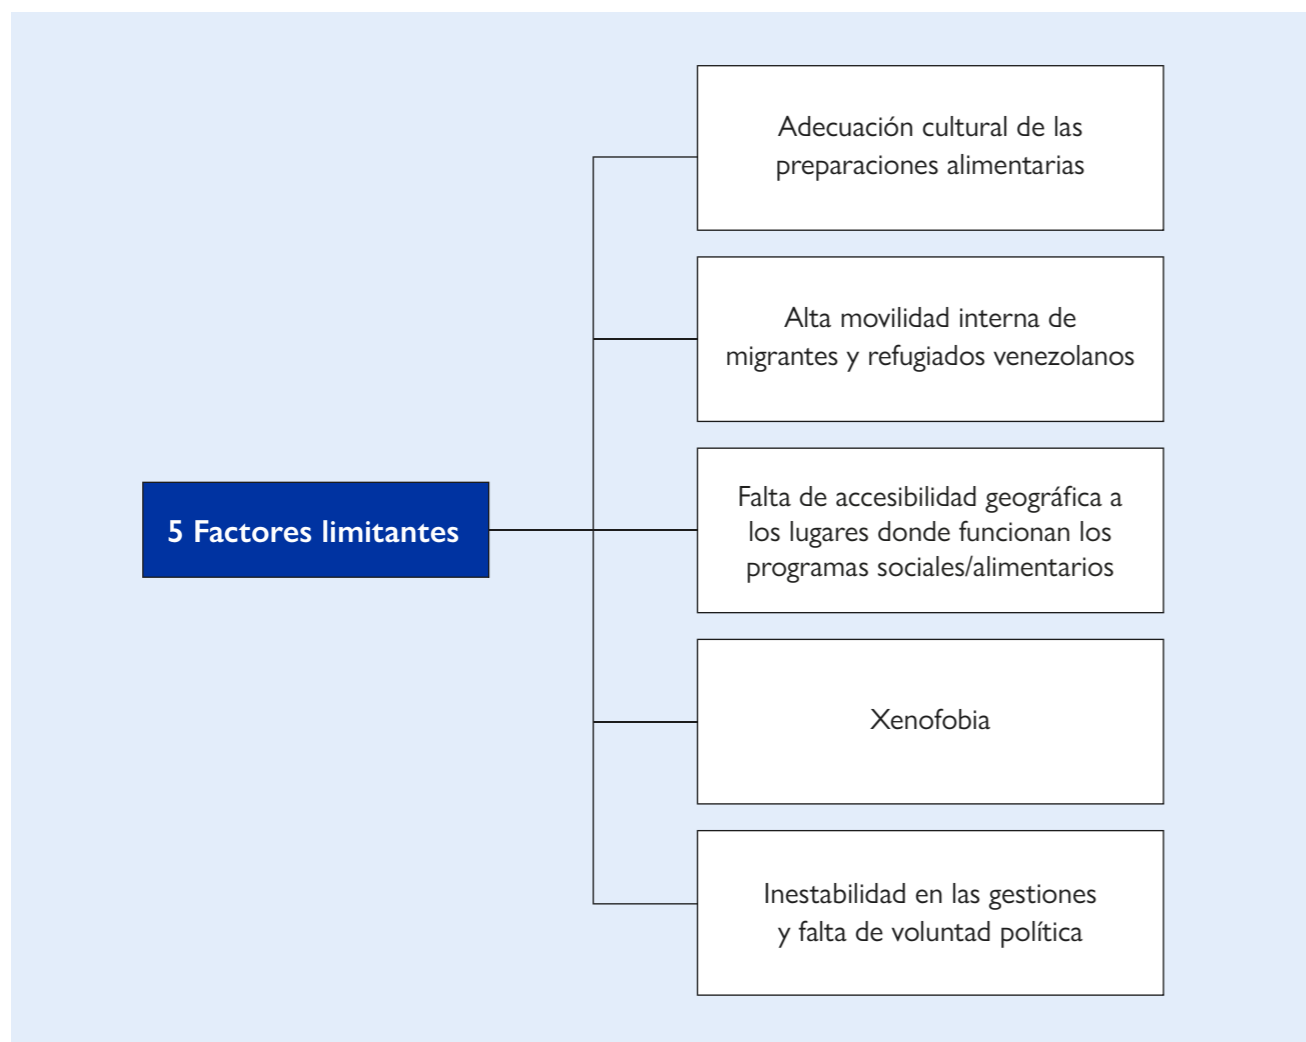 Adecuación cultural de las
preparaciones alimentarias
Alta movilidad interna de
migrantes y refugiados venezolanos
5 Factores limitantes
Falta de accesibilidad geográfica a
los lugares donde funcionan los
programas sociales/alimentarios
Xenofobia
Inestabilidad en las gestiones
y falta de voluntad política